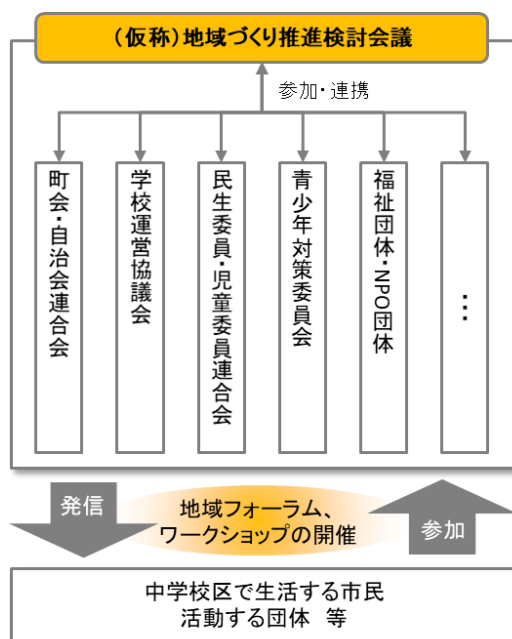 （仮称）地域づくり推進検討会議
参加・連携
町会・自治会連合会
学校運営協議会
民生委員・児童委員連合会
青少年対策委員会
福祉団体・NPO団体
…
発信
地域フォーラム、
ワークショップの開催
参加
中学校区で生活する市民
活動する団体　等